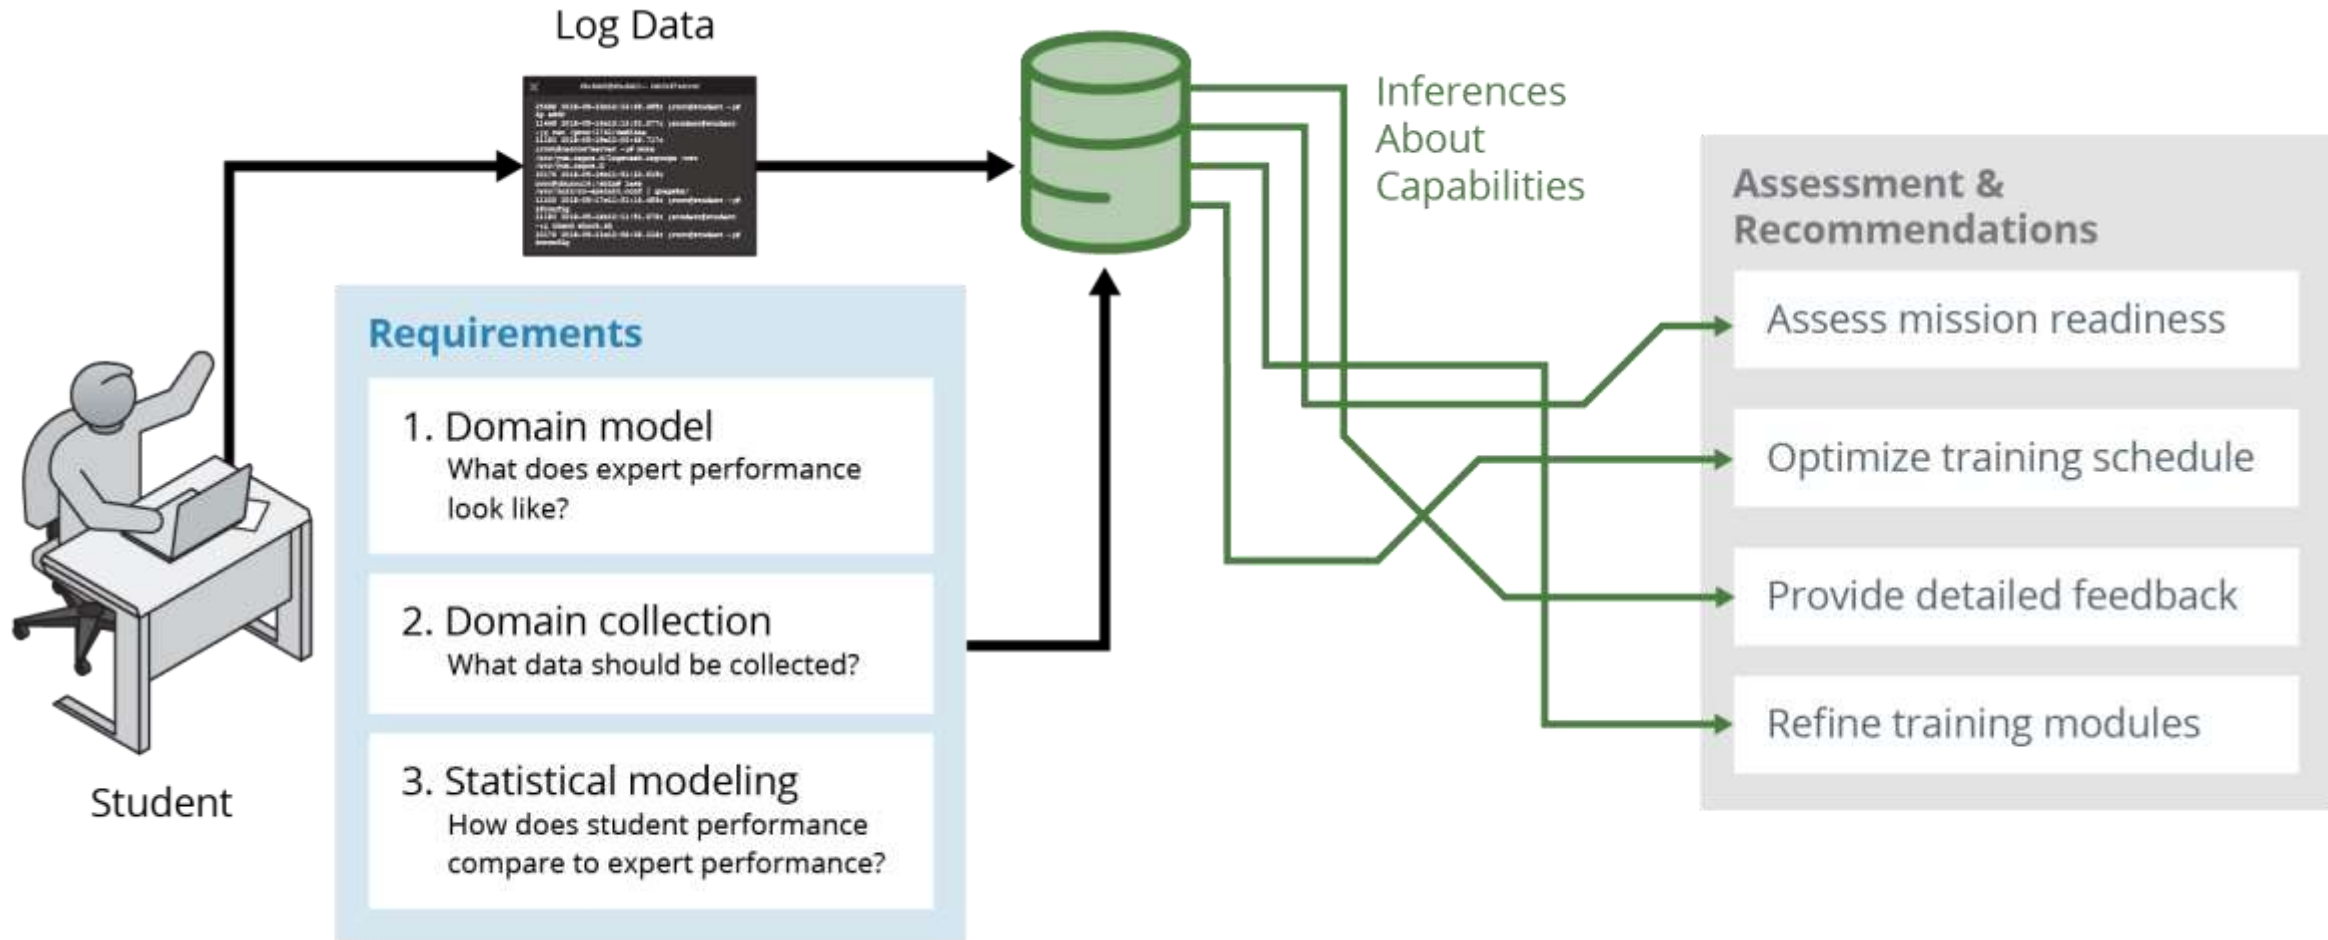 Log Data
Inferences
About
Capabilities
Requirements
1. Domain model
What does expert performance
look like?
2. Domain collection
What data should be collected?
3. Statistical modeling
How does student performance
compare to expert performance?
Student
Assessment &
Recommendations
Assess mission readiness
Optimize training schedule
Provide detailed feedback
Refine training modules